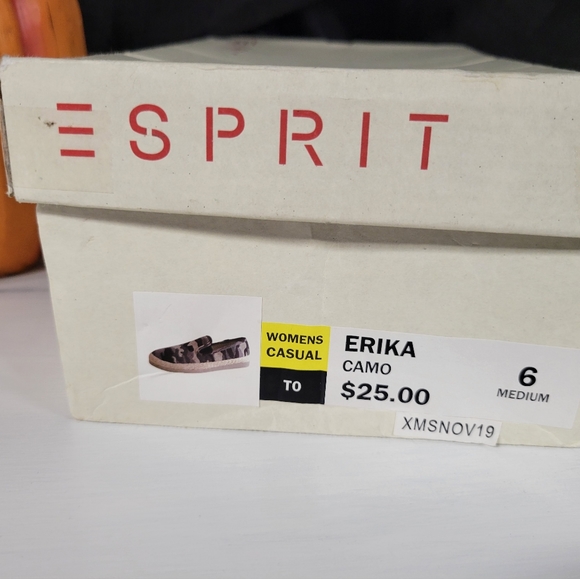 ESPRIT
WOMENS
CASUAL
TO
ERIKA
CAMO
$25.00
6
MEDIUM
XMSNOV19